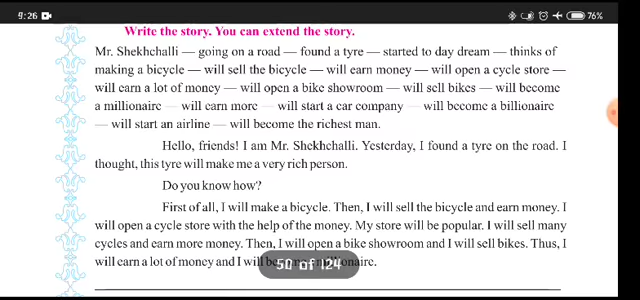 9:26
76%
Write the story. You can extend the story.
Mr. Shekhchalli — going on a road — found a tyre — started to day dream — thinks of
making a bicycle — will sell the bicycle — will earn money — will open a cycle store —
will earn a lot of money — will open a bike showroom — will sell bikes — will become
a millionaire — will earn more — will start a car company — will become a billionaire
— will start an airline — will become the richest man.
Hello, friends! I am Mr. Shekhchalli. Yesterday, I found a tyre on the road. I
thought, this tyre will make me a very rich person.
Do you know how?
First of all, I will make a bicycle. Then, I will sell the bicycle and earn money. I
will open a cycle store with the help of the money. My store will be popular. I will sell many
cycles and earn more money. Then, I will open a bike showroom and I will sell bikes. Thus, I
will earn a lot of money and I will
50 of 124